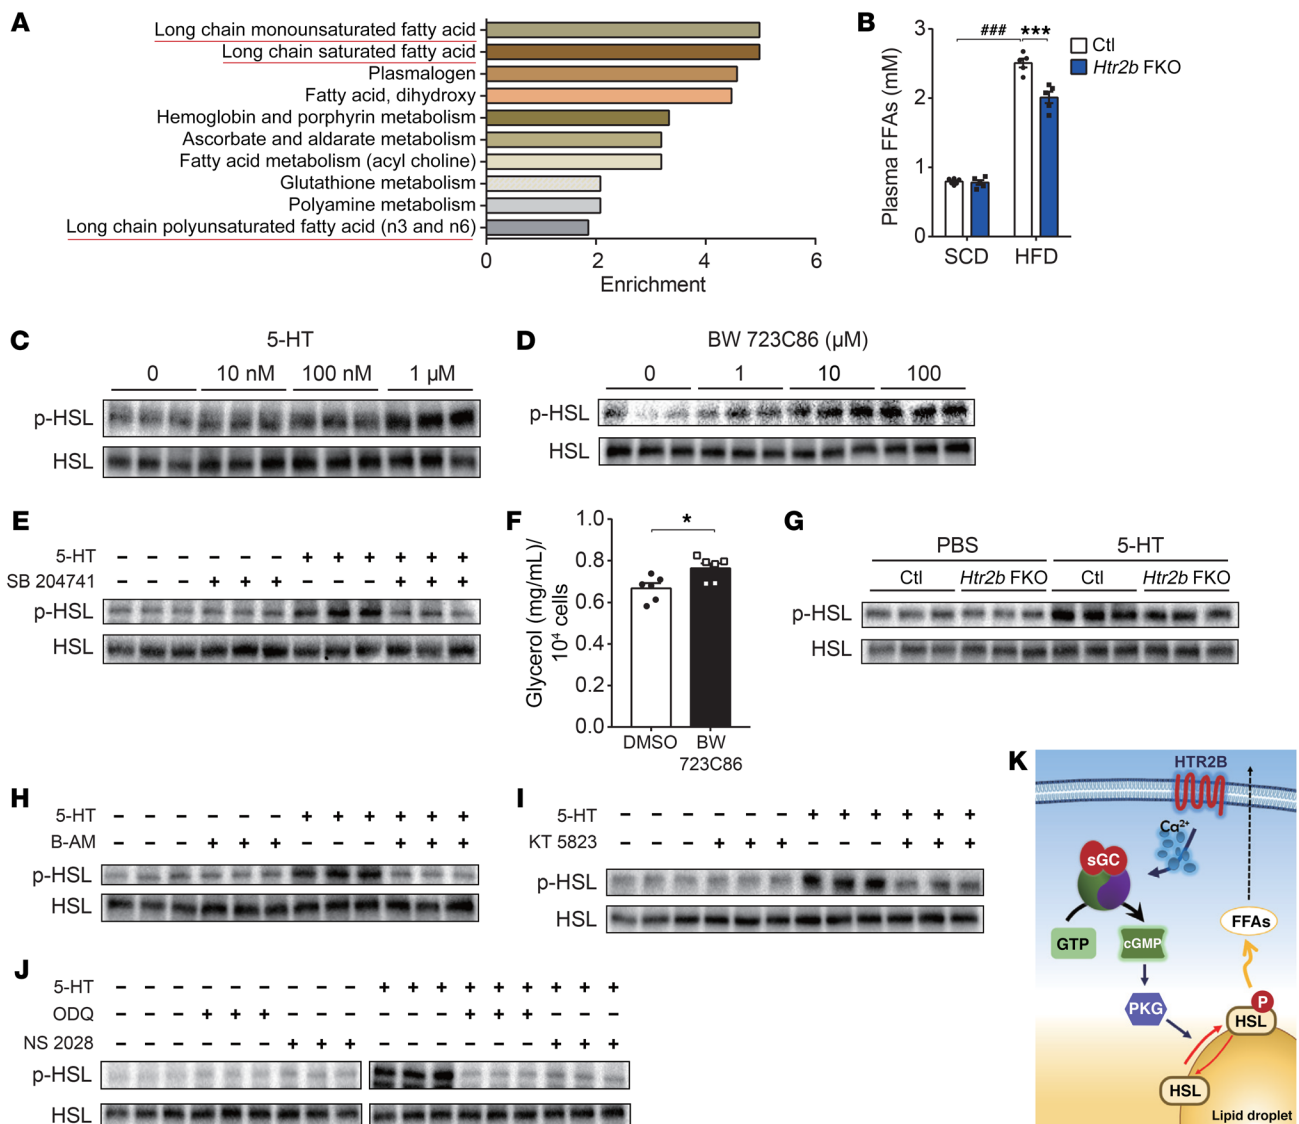 A
Long chain monounsaturated fatty acid
Long chain saturated fatty acid
Plasmalogen
Fatty acid, dihydroxy
Hemoglobin and porphyrin metabolism
Ascorbate and aldarate metabolism
Fatty acid metabolism (acyl choline)
Glutathione metabolism
Polyamine metabolism
Long chain polyunsaturated fatty acid (n3 and n6)
0 2 4 6
Enrichment
B
Plasma FFAs (mM)
3
2
1
0
### ***
Ctl
Htr2b FKO
SCD HFD
C
5-HT
0 10 nM 100 nM 1 µM
p-HSL
HSL
D
BW 723C86 (µM)
0 1 10 100
p-HSL
HSL
E
5-HT − − − − − − + + + + + +
SB 204741 − − − + + + − − − + + +
p-HSL
HSL
F
Glycerol (mg/mL)/
10⁴ cells
1.0
0.8
0.6
0.4
0.2
0.0
*
DMSO BW
723C86
G
PBS 5-HT
Ctl Htr2b FKO Ctl Htr2b FKO
p-HSL
HSL
H
5-HT − − − − − − + + + + + +
B-AM − − − + + + − − − + + +
p-HSL
HSL
I
5-HT − − − − − − + + + + + +
KT 5823 − − − + + + − − − + + +
p-HSL
HSL
J
5-HT − − − − − − − − − + + + + + + + + +
ODQ − − − + + + − − − − − − + + + − − −
NS 2028 − − − − − − + + + − − − − − − + + +
p-HSL
HSL
K
HTR2B
Ca²⁺
sGC
GTP
cGMP
FFAs
PKG
P
HSL
HSL
Lipid droplet